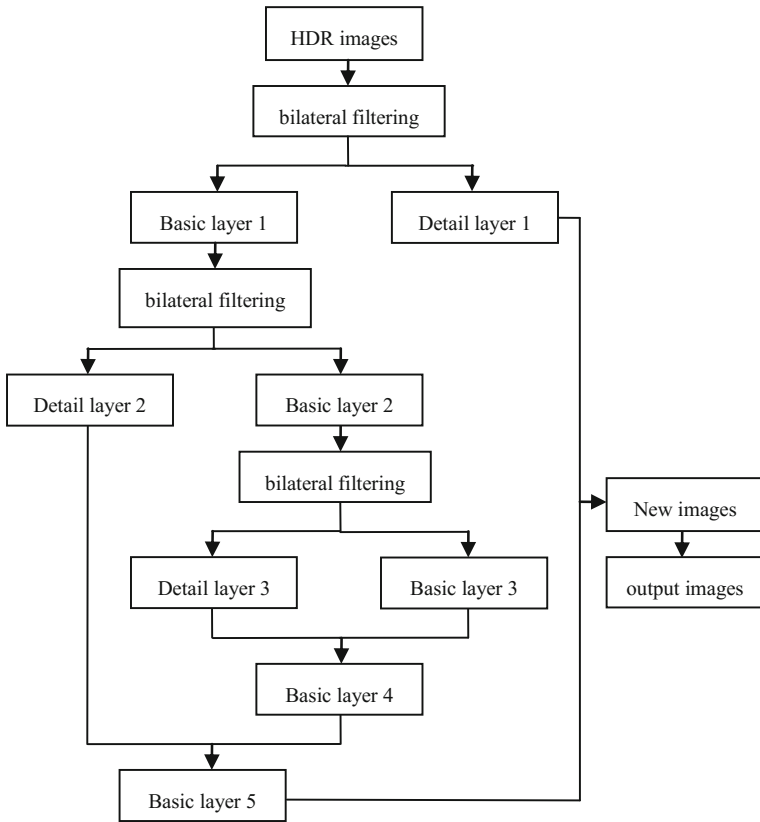 HDR images
bilateral filtering
Basic layer 1
Detail layer 1
bilateral filtering
Detail layer 2
Basic layer 2
bilateral filtering
New images
Detail layer 3
Basic layer 3
output images
Basic layer 4
Basic layer 5